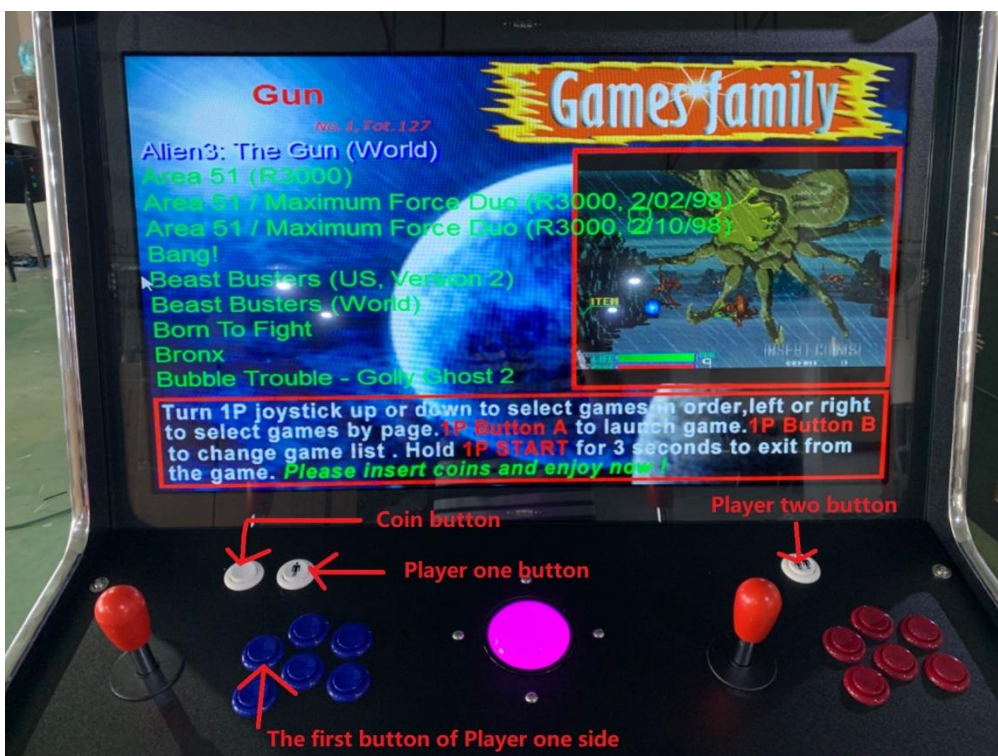 Gun
Games family
No.1,Tot.127
Alien3: The Gun (World)
Area 51 (R3000)
Area 51 / Maximum Force Duo (R3000, 2/02/98)
Area 51 / Maximum Force Duo (R3000, 2/10/98)
Bang!
Beast Busters (US, Version 2)
Beast Busters (World)
Born To Fight
Bronx
Bubble Trouble - Golly Ghost 2
ITEM
INSERT COINS!
CREDIT 0
9
Turn 1P joystick up or down to select games in order,left or right
to select games by page.1P Button A to launch game.1P Button B
to change game list . Hold 1P START for 3 seconds to exit from
the game. Please insert coins and enjoy now !
Coin button
Player two button
Player one button
The first button of Player one side